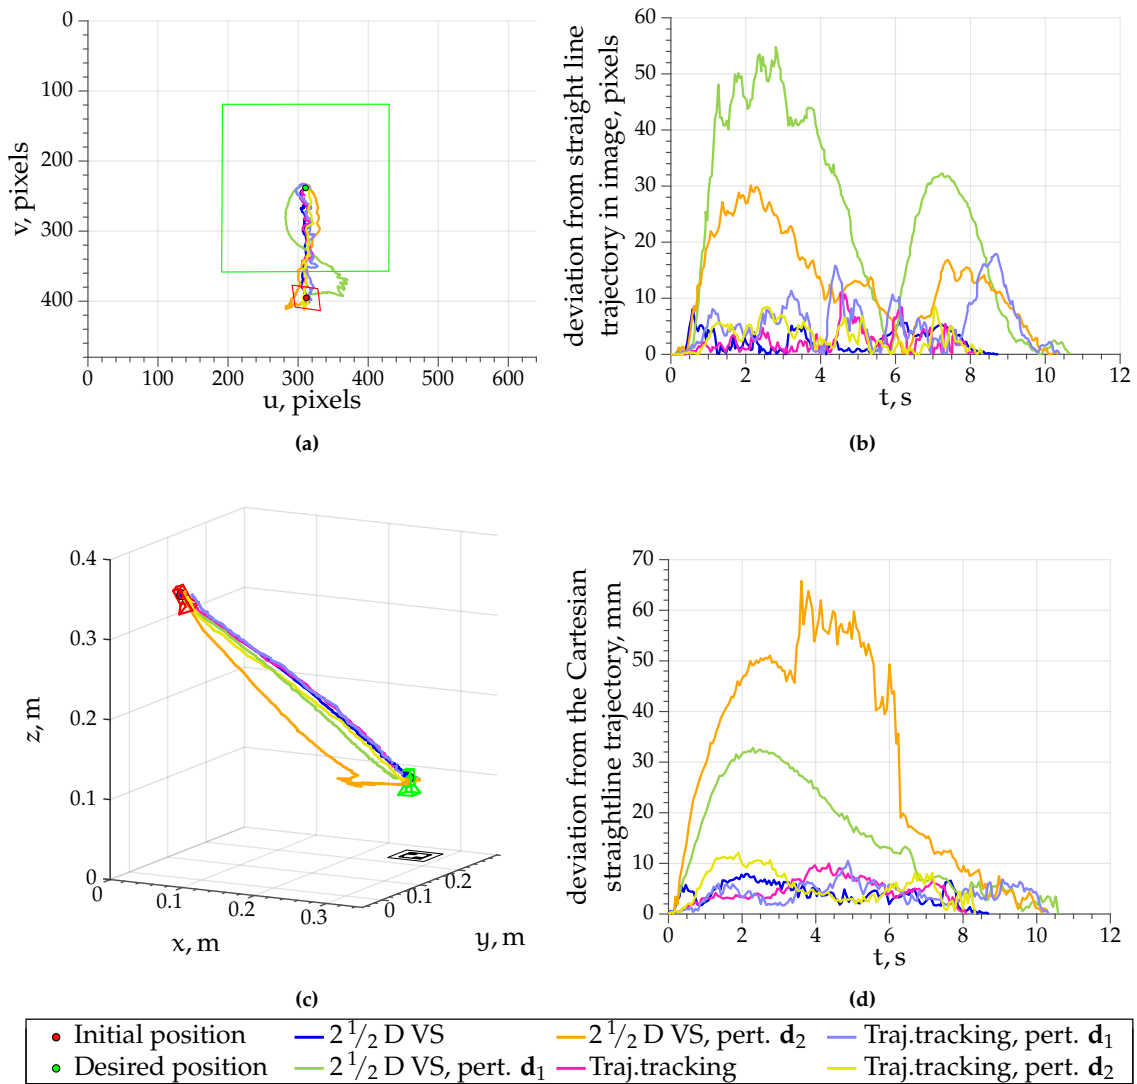 0
100
200
300
400
v, pixels
0 100 200 300 400 500 600
u, pixels
(a)
60
50
40
30
20
10
0
deviation from straight line
trajectory in image, pixels
0 2 4 6 8 10 12
t, s
(b)
0.4
0.3
0.2
0.1
0
z, m
0.1
0.2
0.3
x, m
0
0.1
0.2
y, m
(c)
70
60
50
40
30
20
10
0
deviation from the Cartesian
straightline trajectory, mm
0 2 4 6 8 10 12
t, s
(d)
Initial position 2 1/2 D VS 2 1/2 D VS, pert. d2 Traj.tracking, pert. d1
Desired position 2 1/2 D VS, pert. d1 Traj.tracking Traj.tracking, pert. d2